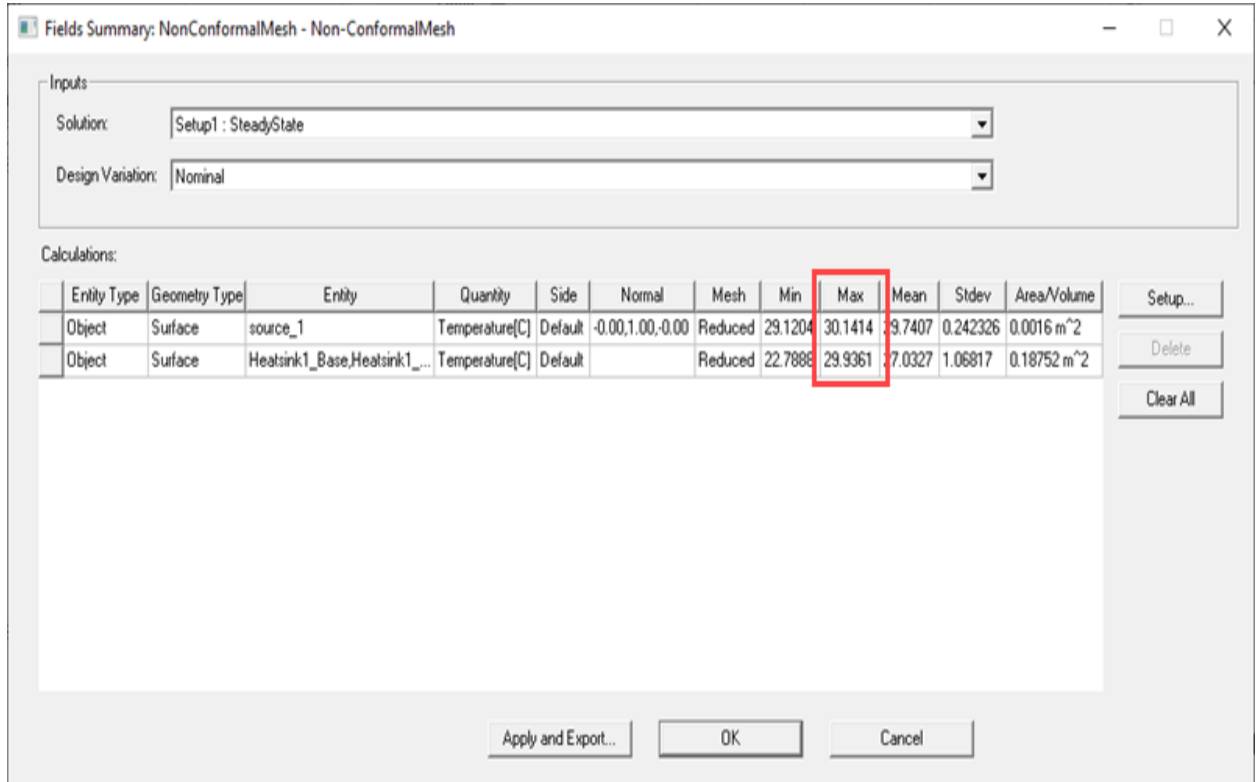 Fields Summary: NonConformalMesh - Non-ConformalMesh
Inputs
Solution: Setup1 : SteadyState
Design Variation: Nominal
Calculations:
Entity Type Geometry Type Entity Quantity Side Normal Mesh Min Max Mean Stdev Area/Volume Setup...
Object Surface source_1 Temperature[C] Default -0.00,1.00,-0.00 Reduced 29.1204 30.1414 29.7407 0.242326 0.0016 m^2
Object Surface Heatsink1_Base,Heatsink1_... Temperature[C] Default Reduced 22.7888 29.9361 27.0327 1.06817 0.18752 m^2 Delete
Clear All
Apply and Export... OK Cancel